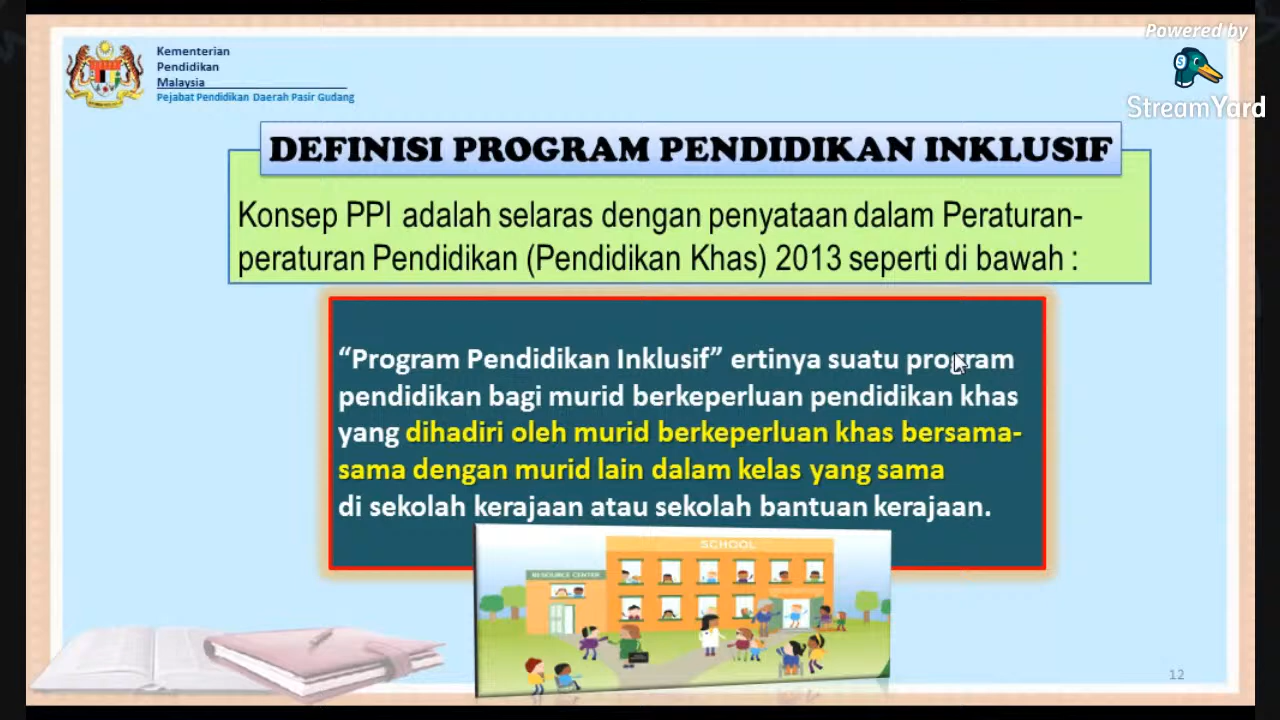 Powered by
StreamYard
Kementerian
Pendidikan
Malaysia
Pejabat Pendidikan Daerah Pasir Gudang
DEFINISI PROGRAM PENDIDIKAN INKLUSIF
Konsep PPI adalah selaras dengan penyataan dalam Peraturan-
peraturan Pendidikan (Pendidikan Khas) 2013 seperti di bawah :
“Program Pendidikan Inklusif” ertinya suatu program
pendidikan bagi murid berkeperluan pendidikan khas
yang dihadiri oleh murid berkeperluan khas bersama-
sama dengan murid lain dalam kelas yang sama
di sekolah kerajaan atau sekolah bantuan kerajaan.
SCHOOL
RESOURCE CENTER
12